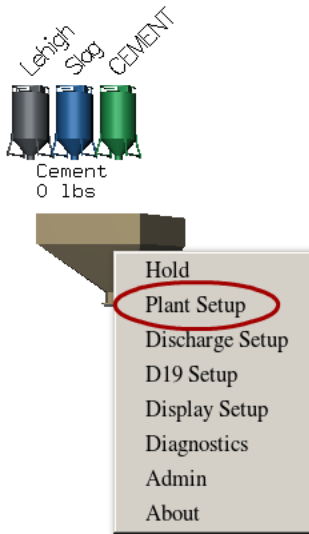 Lehigh
Slag
CEMENT
Cement
0 lbs
Hold
Plant Setup
Discharge Setup
D19 Setup
Display Setup
Diagnostics
Admin
About